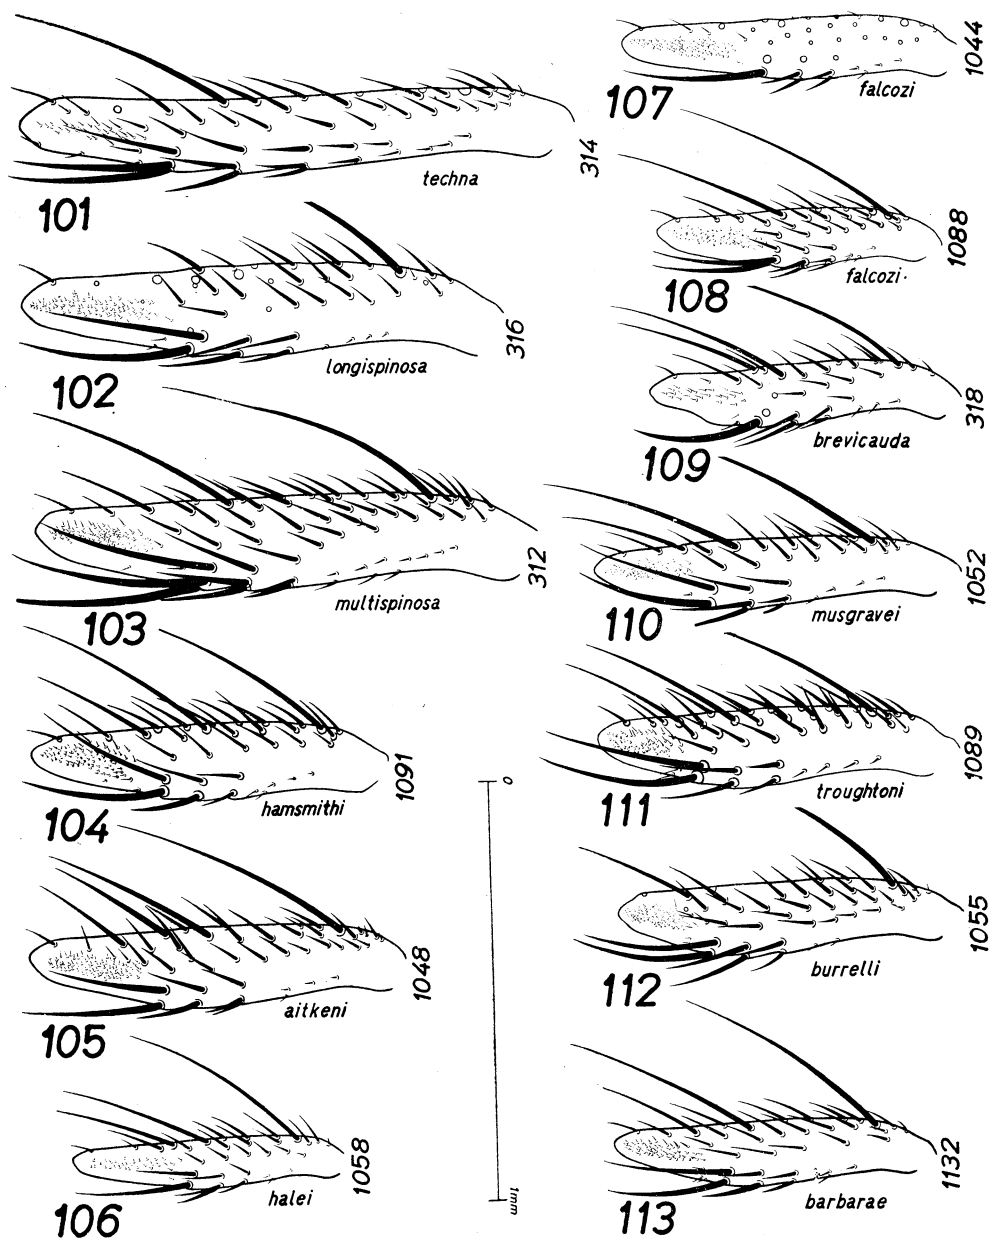 techna
314
101
longispinosa
316
102
multispinosa
312
103
hamsmithi
1091
104
aitkeni
1048
105
halei
1058
106
0
1mm
falcozi
1044
107
falcozi.
1088
108
brevicauda
318
109
musgravei
1052
110
troughtoni
1089
111
burrelli
1055
112
barbarae
1132
113